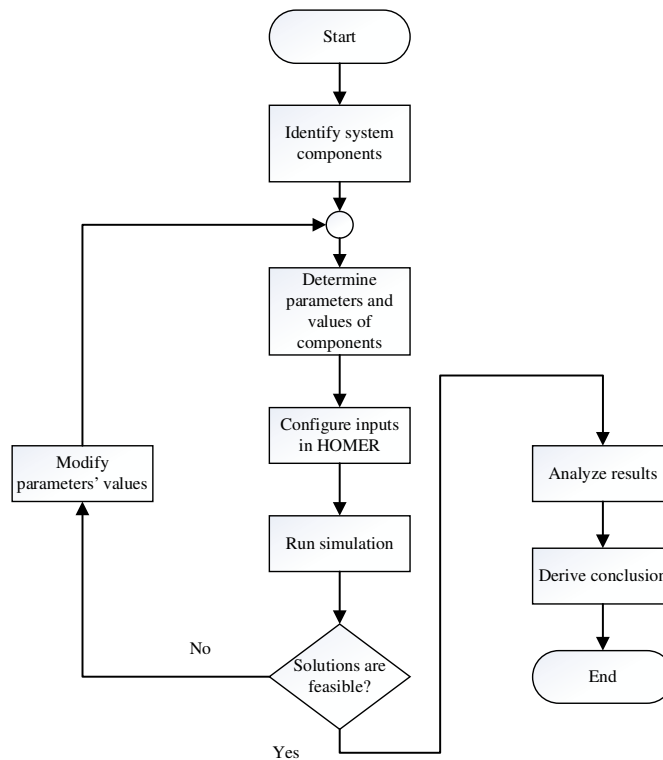 Start
Identify system
components
Determine
parameters and
values of
components
Configure inputs
in HOMER
Run simulation
Solutions are
feasible?
No
Modify
parameters’ values
Yes
Analyze results
Derive conclusion
End